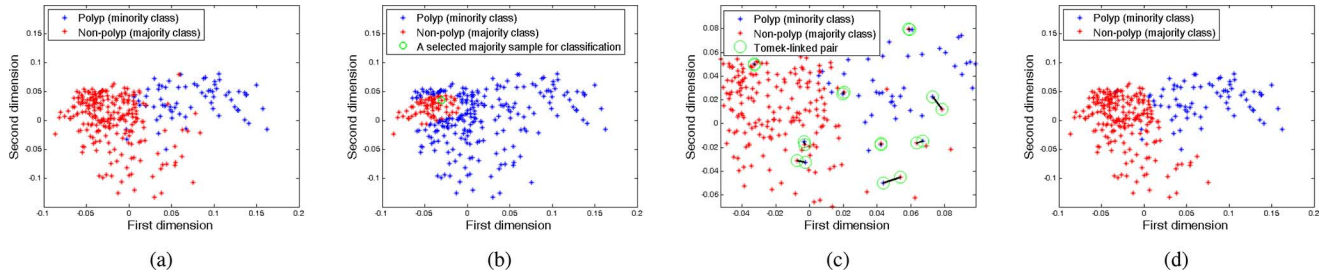 Polyp (minority class)
Non-polyp (majority class)
Second dimension
0.15
0.1
0.05
0
-0.05
-0.1
-0.1
-0.05
0
0.05
0.1
0.15
0.2
First dimension
(a)
Polyp (minority class)
Non-polyp (majority class)
A selected majority sample for classification
Second dimension
0.15
0.1
0.05
0
-0.05
-0.1
-0.1
-0.05
0
0.05
0.1
0.15
0.2
First dimension
(b)
Polyp (minority class)
Non-polyp (majority class)
Tomek-linked pair
Second dimension
0.08
0.06
0.04
0.02
0
-0.02
-0.04
-0.06
-0.04
-0.02
0
0.02
0.04
0.06
0.08
First dimension
(c)
Polyp (minority class)
Non-polyp (majority class)
Second dimension
0.15
0.1
0.05
0
-0.05
-0.1
-0.1
-0.05
0
0.05
0.1
0.15
0.2
First dimension
(d)